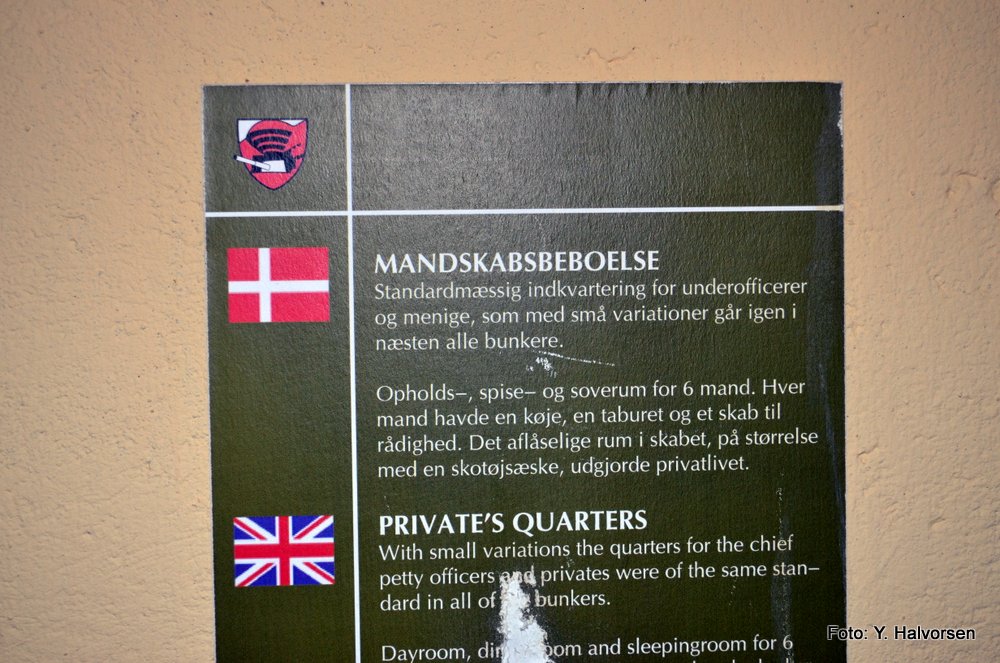 MANDSKABSBEBOELSE
Standardmæssig indkvartering for underofficerer
og menige, som med små variationer går igen i
næsten alle bunkere.
Opholds–, spise– og soverum for 6 mand. Hver
mand havde en køje, en taburet og et skab til
rådighed. Det aflåselige rum i skabet, på størrelse
med en skotøjsæske, udgjorde privatlivet.
PRIVATE'S QUARTERS
With small variations the quarters for the chief
petty officers and privates were of the same stan–
dard in all of bunkers.
Dayroom, and sleepingroom for 6
Foto: Y. Halvorsen